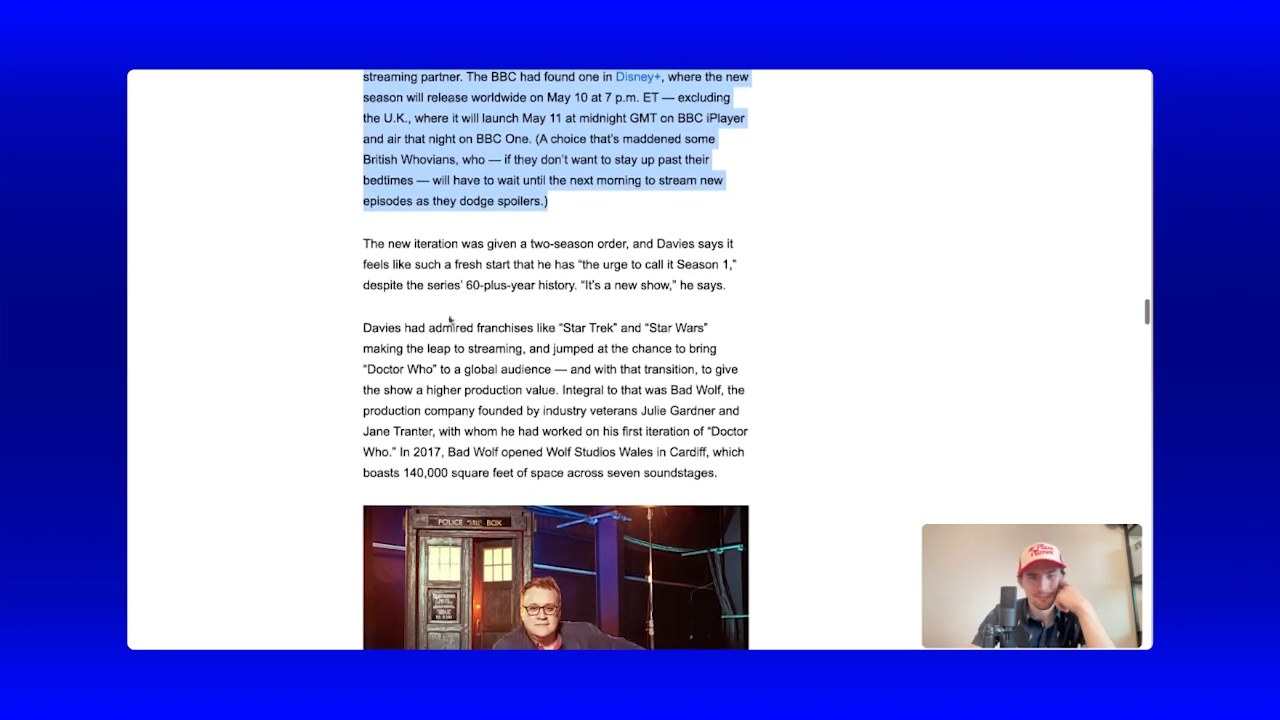 streaming partner. The BBC had found one in Disney+, where the new
season will release worldwide on May 10 at 7 p.m. ET — excluding
the U.K., where it will launch May 11 at midnight GMT on BBC iPlayer
and air that night on BBC One. (A choice that’s maddened some
British Whovians, who — if they don’t want to stay up past their
bedtimes — will have to wait until the next morning to stream new
episodes as they dodge spoilers.)
The new iteration was given a two-season order, and Davies says it
feels like such a fresh start that he has “the urge to call it Season 1,”
despite the series’ 60-plus-year history. “It’s a new show,” he says.
Davies had admired franchises like “Star Trek” and “Star Wars”
making the leap to streaming, and jumped at the chance to bring
“Doctor Who” to a global audience — and with that transition, to give
the show a higher production value. Integral to that was Bad Wolf, the
production company founded by industry veterans Julie Gardner and
Jane Tranter, with whom he had worked on his first iteration of “Doctor
Who.” In 2017, Bad Wolf opened Wolf Studios Wales in Cardiff, which
boasts 140,000 square feet of space across seven soundstages.
POLICE BOX